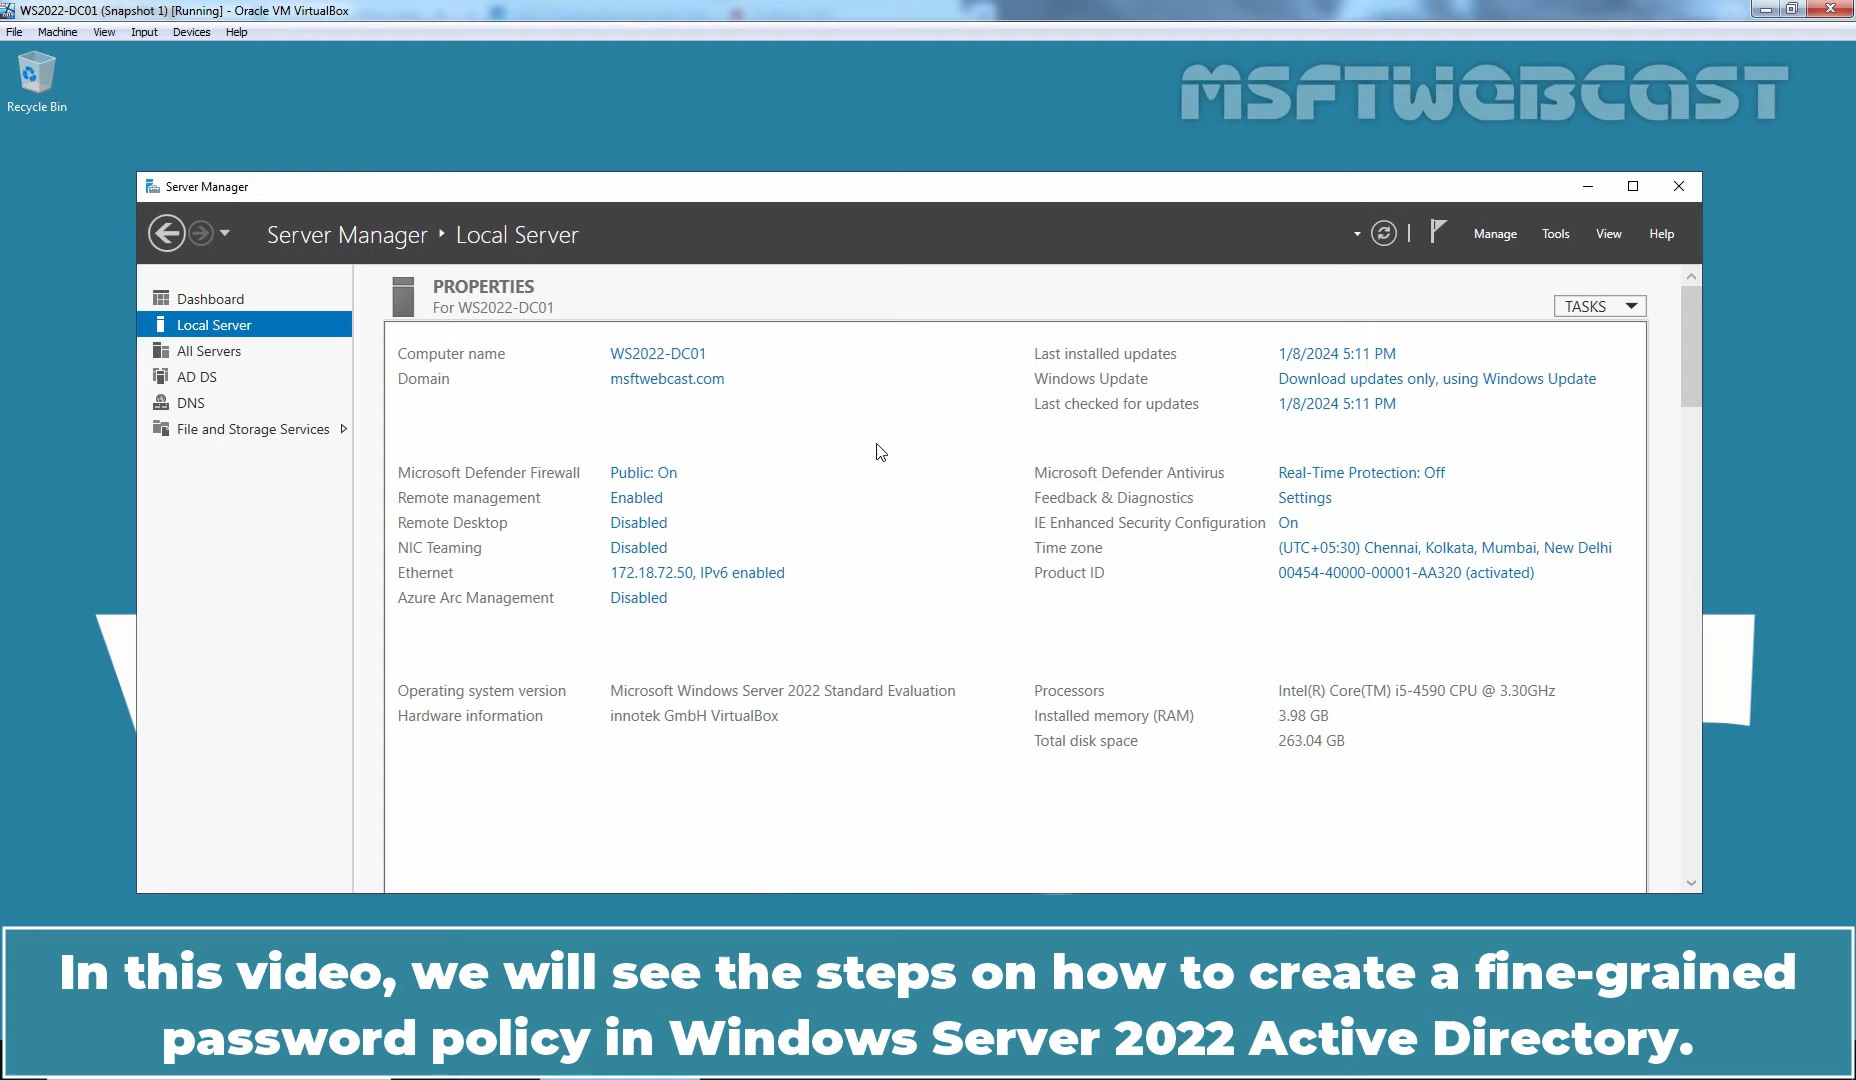 WS2022-DC01 (Snapshot 1) [Running] - Oracle VM VirtualBox
File Machine View Input Devices Help
Recycle Bin
MSFTWEBCAST
Server Manager
Server Manager ‣ Local Server
Manage Tools View Help
Dashboard
Local Server
All Servers
AD DS
DNS
File and Storage Services
PROPERTIES
For WS2022-DC01
TASKS
Computer name WS2022-DC01 Last installed updates 1/8/2024 5:11 PM
Domain msftwebcast.com Windows Update Download updates only, using Windows Update
Last checked for updates 1/8/2024 5:11 PM
Microsoft Defender Firewall Public: On Microsoft Defender Antivirus Real-Time Protection: Off
Remote management Enabled Feedback & Diagnostics Settings
Remote Desktop Disabled IE Enhanced Security Configuration On
NIC Teaming Disabled Time zone (UTC+05:30) Chennai, Kolkata, Mumbai, New Delhi
Ethernet 172.18.72.50, IPv6 enabled Product ID 00454-40000-00001-AA320 (activated)
Azure Arc Management Disabled
Operating system version Microsoft Windows Server 2022 Standard Evaluation Processors Intel(R) Core(TM) i5-4590 CPU @ 3.30GHz
Hardware information innotek GmbH VirtualBox Installed memory (RAM) 3.98 GB
Total disk space 263.04 GB
In this video, we will see the steps on how to create a fine-grained
password policy in Windows Server 2022 Active Directory.